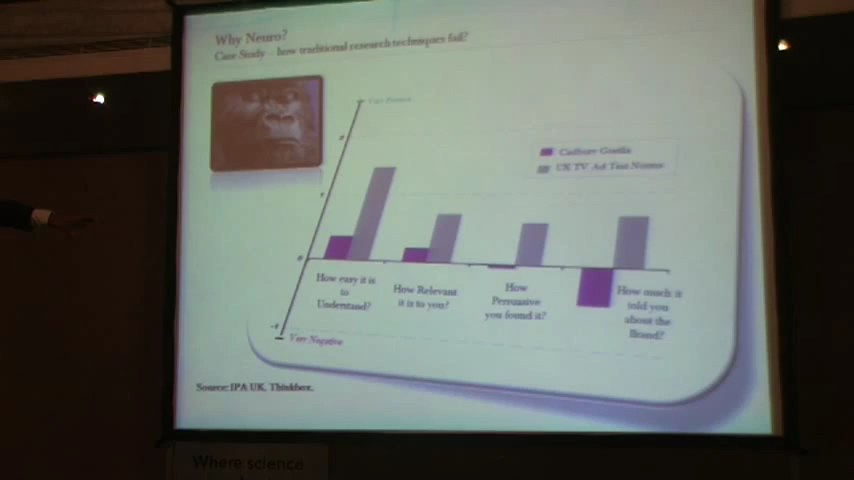 Why Neuro?
Case Study – how traditional research techniques fail?
Very Positive
Cadbury Gorilla
UK TV Ad Test Norms
How easy it is
to
Understand?
How Relevant
it is to you?
How
Persuasive
you found it?
How much it
told you
about the
Brand?
Very Negative
Source: IPA UK. Thinkbox.
Where science